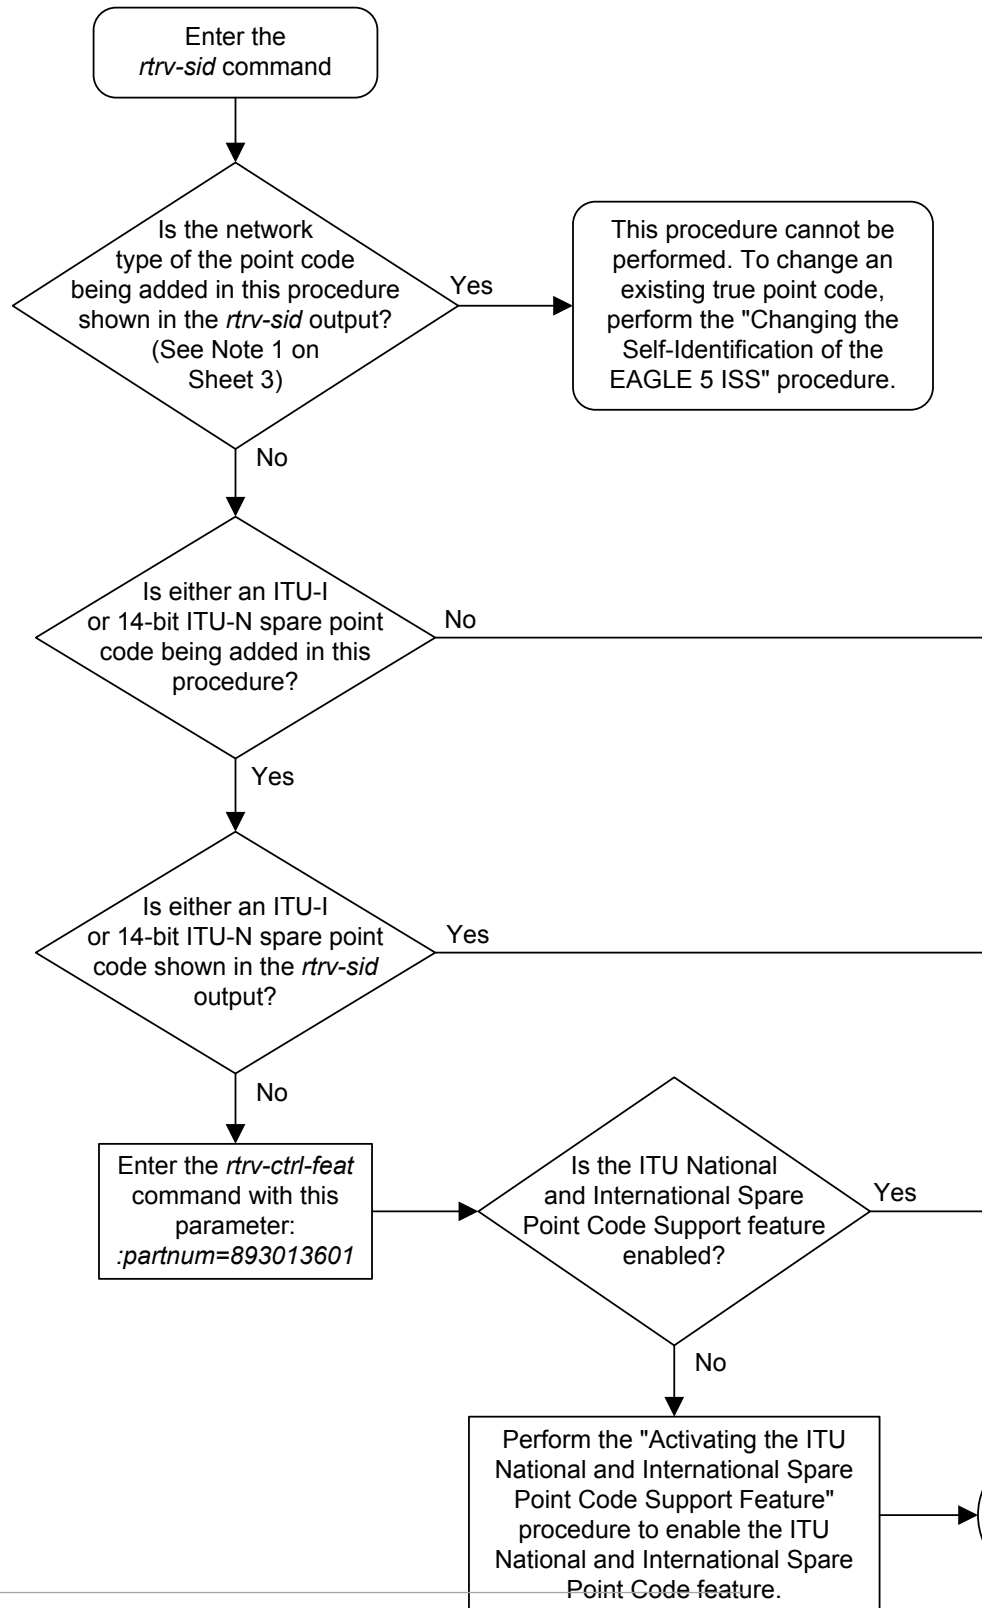 Enter the
rtrv-sid command
Is the network
type of the point code
being added in this procedure
shown in the rtrv-sid output?
(See Note 1 on
Sheet 3)
Yes
This procedure cannot be
performed. To change an
existing true point code,
perform the "Changing the
Self-Identification of the
EAGLE 5 ISS" procedure.
No
Is either an ITU-I
or 14-bit ITU-N spare point
code being added in this
procedure?
No
Yes
Is either an ITU-I
or 14-bit ITU-N spare point
code shown in the rtrv-sid
output?
Yes
No
Enter the rtrv-ctrl-feat
command with this
parameter:
:partnum=893013601
Is the ITU National
and International Spare
Point Code Support feature
enabled?
Yes
No
Perform the "Activating the ITU
National and International Spare
Point Code Support Feature"
procedure to enable the ITU
National and International Spare
Point Code feature.